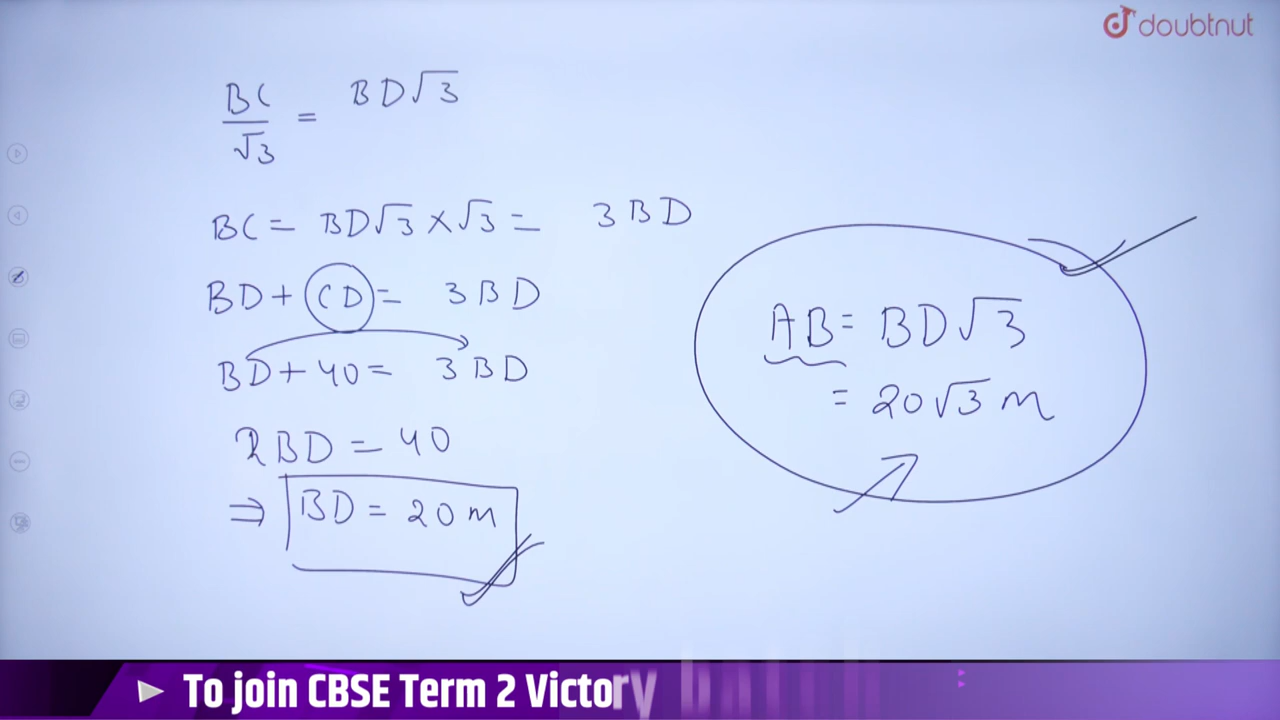 doubtnut
BC/√3 = BD√3
BC = BD√3 × √3 = 3BD
BD + CD = 3BD
BD + 40 = 3BD
2BD = 40
⇒ BD = 20 m
AB = BD√3
= 20√3 m
To join CBSE Term 2 Victory